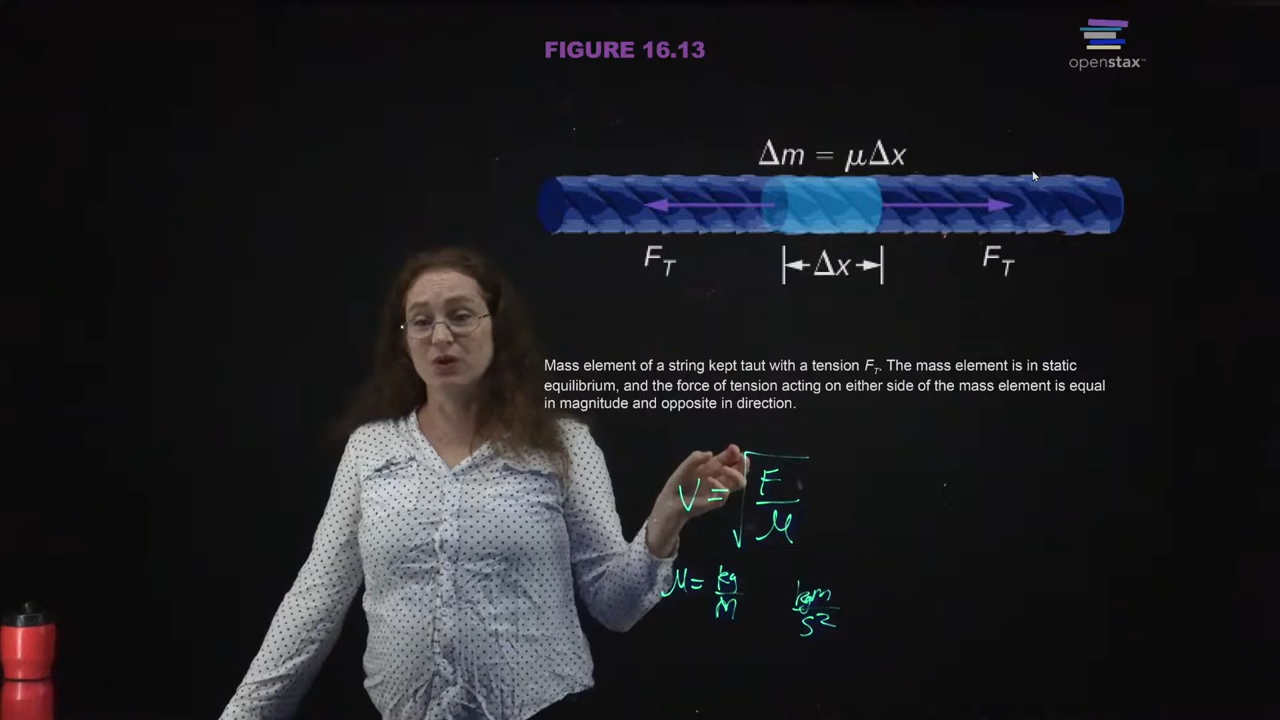 FIGURE 16.13
openstax™
Δm = μΔx
F_T Δx F_T
Mass element of a string kept taut with a tension F_T. The mass element is in static
equilibrium, and the force of tension acting on either side of the mass element is equal
in magnitude and opposite in direction.
V = √(F/μ)
μ = kg/m kgm/s²